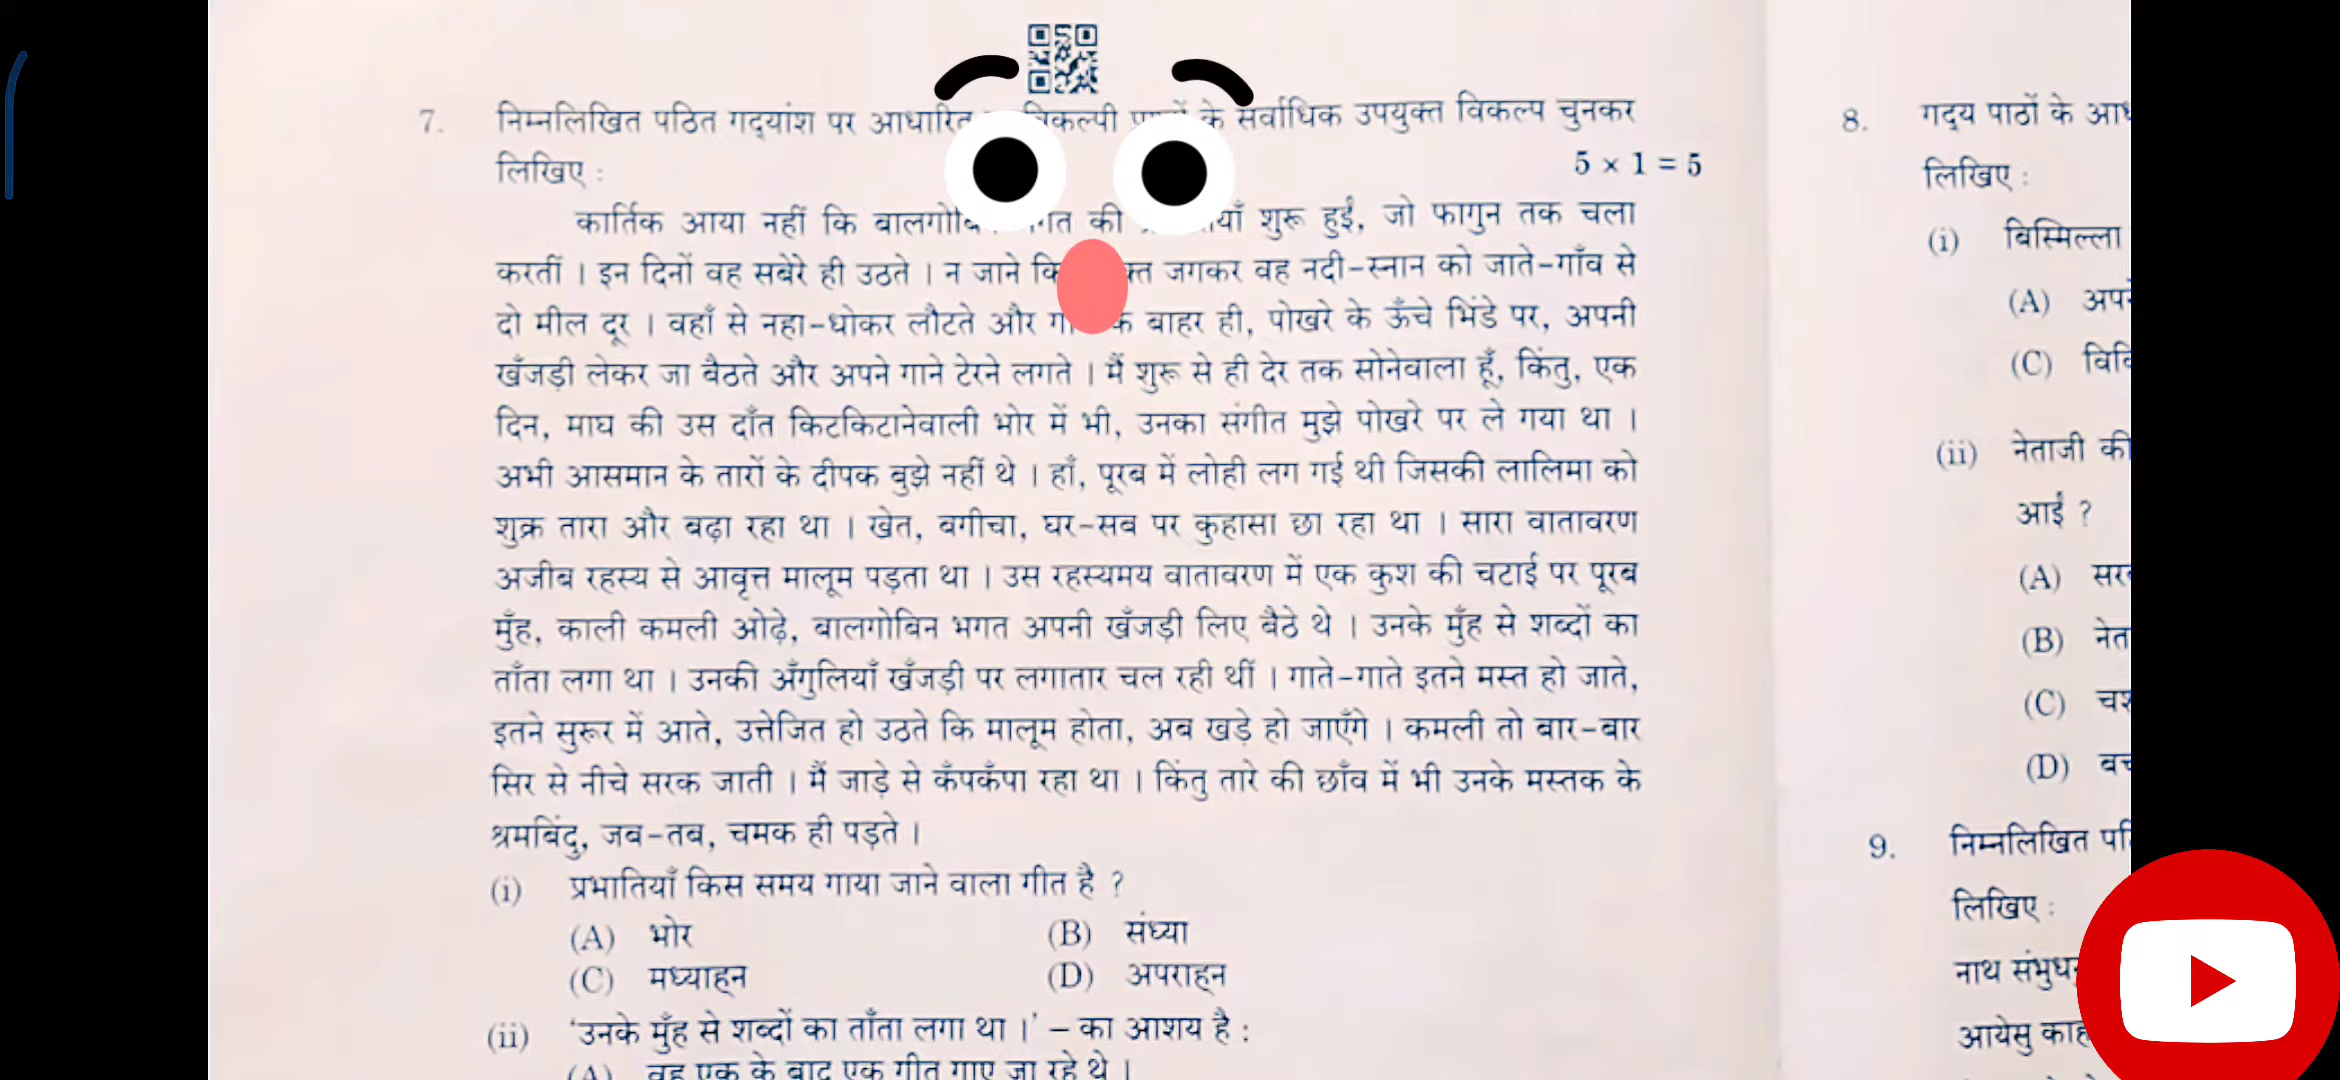 7. निम्नलिखित पठित गद्यांश पर आधारित के सर्वाधिक उपयुक्त विकल्प चुनकर
लिखिए : 5 × 1 = 5
कार्तिक आया नहीं कि की शुरू हुईं, जो फागुन तक चला
करतीं । इन दिनों वह सबेरे ही उठते । न जाने जगकर वह नदी-स्नान को जाते-गाँव से
दो मील दूर । वहाँ से नहा-धोकर लौटते और बाहर ही, पोखरे के ऊँचे भिंडे पर, अपनी
खँजड़ी लेकर जा बैठते और अपने गाने टेरने लगते । मैं शुरू से ही देर तक सोनेवाला हूँ, किंतु, एक
दिन, माघ की उस दाँत किटकिटानेवाली भोर में भी, उनका संगीत मुझे पोखरे पर ले गया था ।
अभी आसमान के तारों के दीपक बुझे नहीं थे । हाँ, पूरब में लोही लग गई थी जिसकी लालिमा को
शुक्र तारा और बढ़ा रहा था । खेत, बगीचा, घर-सब पर कुहासा छा रहा था । सारा वातावरण
अजीब रहस्य से आवृत्त मालूम पड़ता था । उस रहस्यमय वातावरण में एक कुश की चटाई पर पूरब
मुँह, काली कमली ओढ़े, बालगोबिन भगत अपनी खँजड़ी लिए बैठे थे । उनके मुँह से शब्दों का
ताँता लगा था । उनकी अँगुलियाँ खँजड़ी पर लगातार चल रही थीं । गाते-गाते इतने मस्त हो जाते,
इतने सुरूर में आते, उत्तेजित हो उठते कि मालूम होता, अब खड़े हो जाएँगे । कमली तो बार-बार
सिर से नीचे सरक जाती । मैं जाड़े से कँपकँपा रहा था । किंतु तारे की छाँव में भी उनके मस्तक के
श्रमबिंदु, जब-तब, चमक ही पड़ते ।
(i) प्रभातियाँ किस समय गाया जाने वाला गीत है ?
(A) भोर (B) संध्या
(C) मध्याह्न (D) अपराह्न
(ii) 'उनके मुँह से शब्दों का ताँता लगा था ।' – का आशय है :
(A) वह एक के बाद एक गीत गाए जा रहे थे ।
8. गद्य पाठों के
लिखिए :
(i) बिस्मिल्ला
(A)
(C)
(ii) नेताजी की
आईं ?
(A)
(B)
(C)
(D)
9. निम्नलिखित
लिखिए :
नाथ
आयेसु